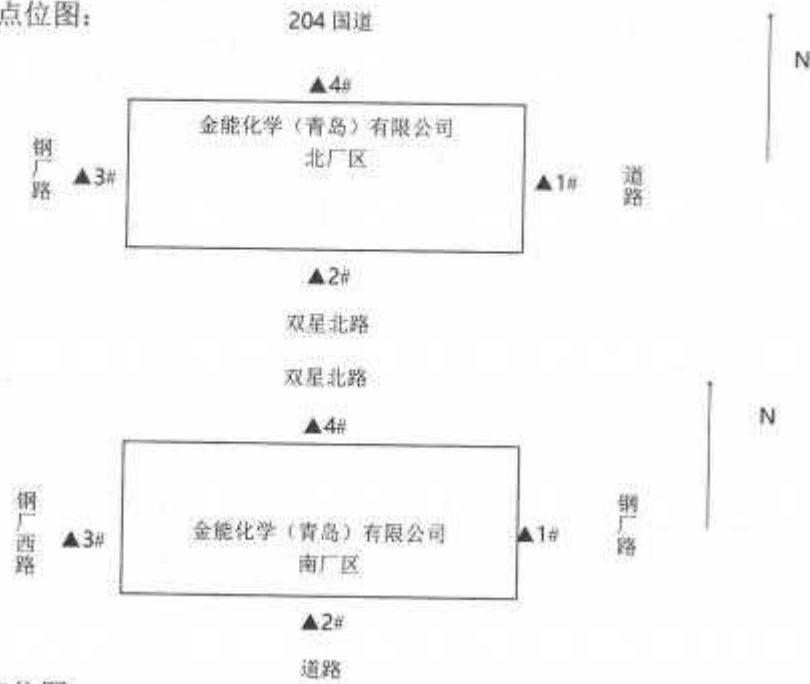 点位图:
204 国道
N
▲4#
金能化学（青岛）有限公司
北厂区
钢厂路
▲3#
▲1#
道路
▲2#
双星北路
双星北路
▲4#
N
钢厂西路
▲3#
金能化学（青岛）有限公司
南厂区
▲1#
钢厂路
▲2#
道路